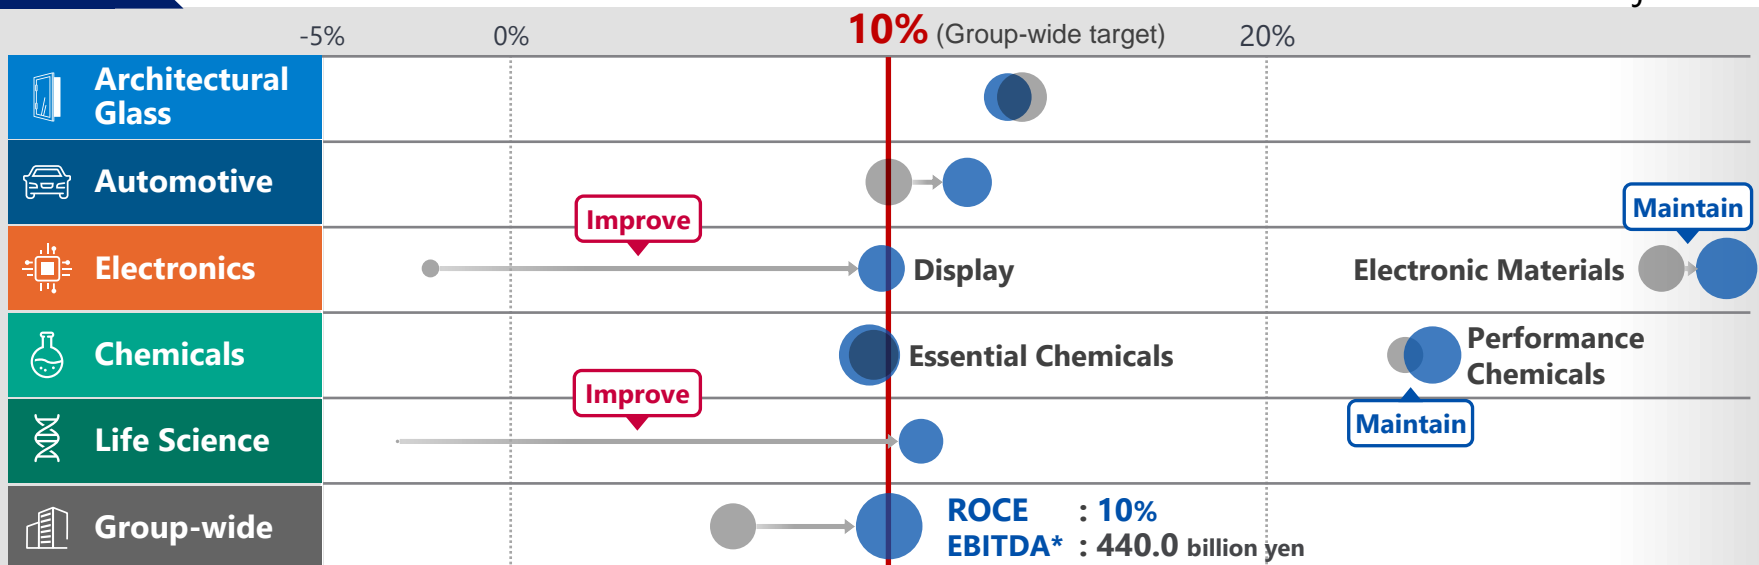 -5%
0%
10% (Group-wide target)
20%
Architectural
Glass
Automotive
Improve
Maintain
Electronics
Display
Electronic Materials
Chemicals
Essential Chemicals
Performance
Chemicals
Improve
Maintain
Life Science
Group-wide
ROCE : 10%
EBITDA* : 440.0 billion yen